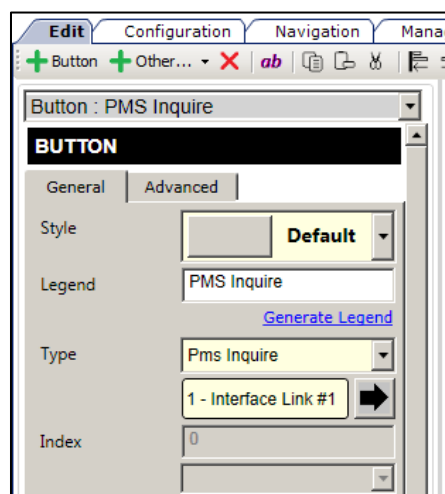 Edit Configuration Navigation
Button Other... ab
Button : PMS Inquire
BUTTON
General Advanced
Style Default
Legend PMS Inquire
Generate Legend
Type Pms Inquire
1 - Interface Link #1
Index 0